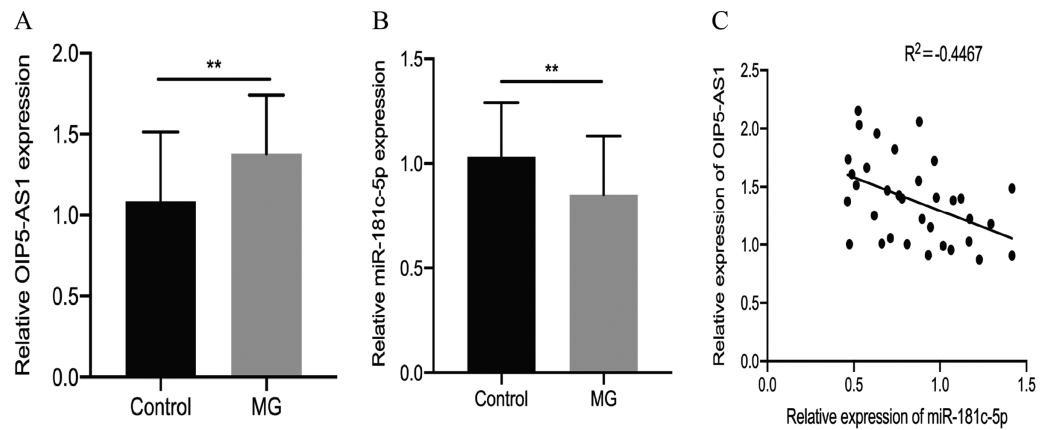 A
Relative OIP5-AS1 expression
2.0
1.5
1.0
0.5
0.0
**
Control
MG
B
Relative miR-181c-5p expression
1.5
1.0
0.5
0.0
**
Control
MG
C
R²=-0.4467
Relative expression of OIP5-AS1
2.5
2.0
1.5
1.0
0.5
0.0
0.0
0.5
1.0
1.5
Relative expression of miR-181c-5p